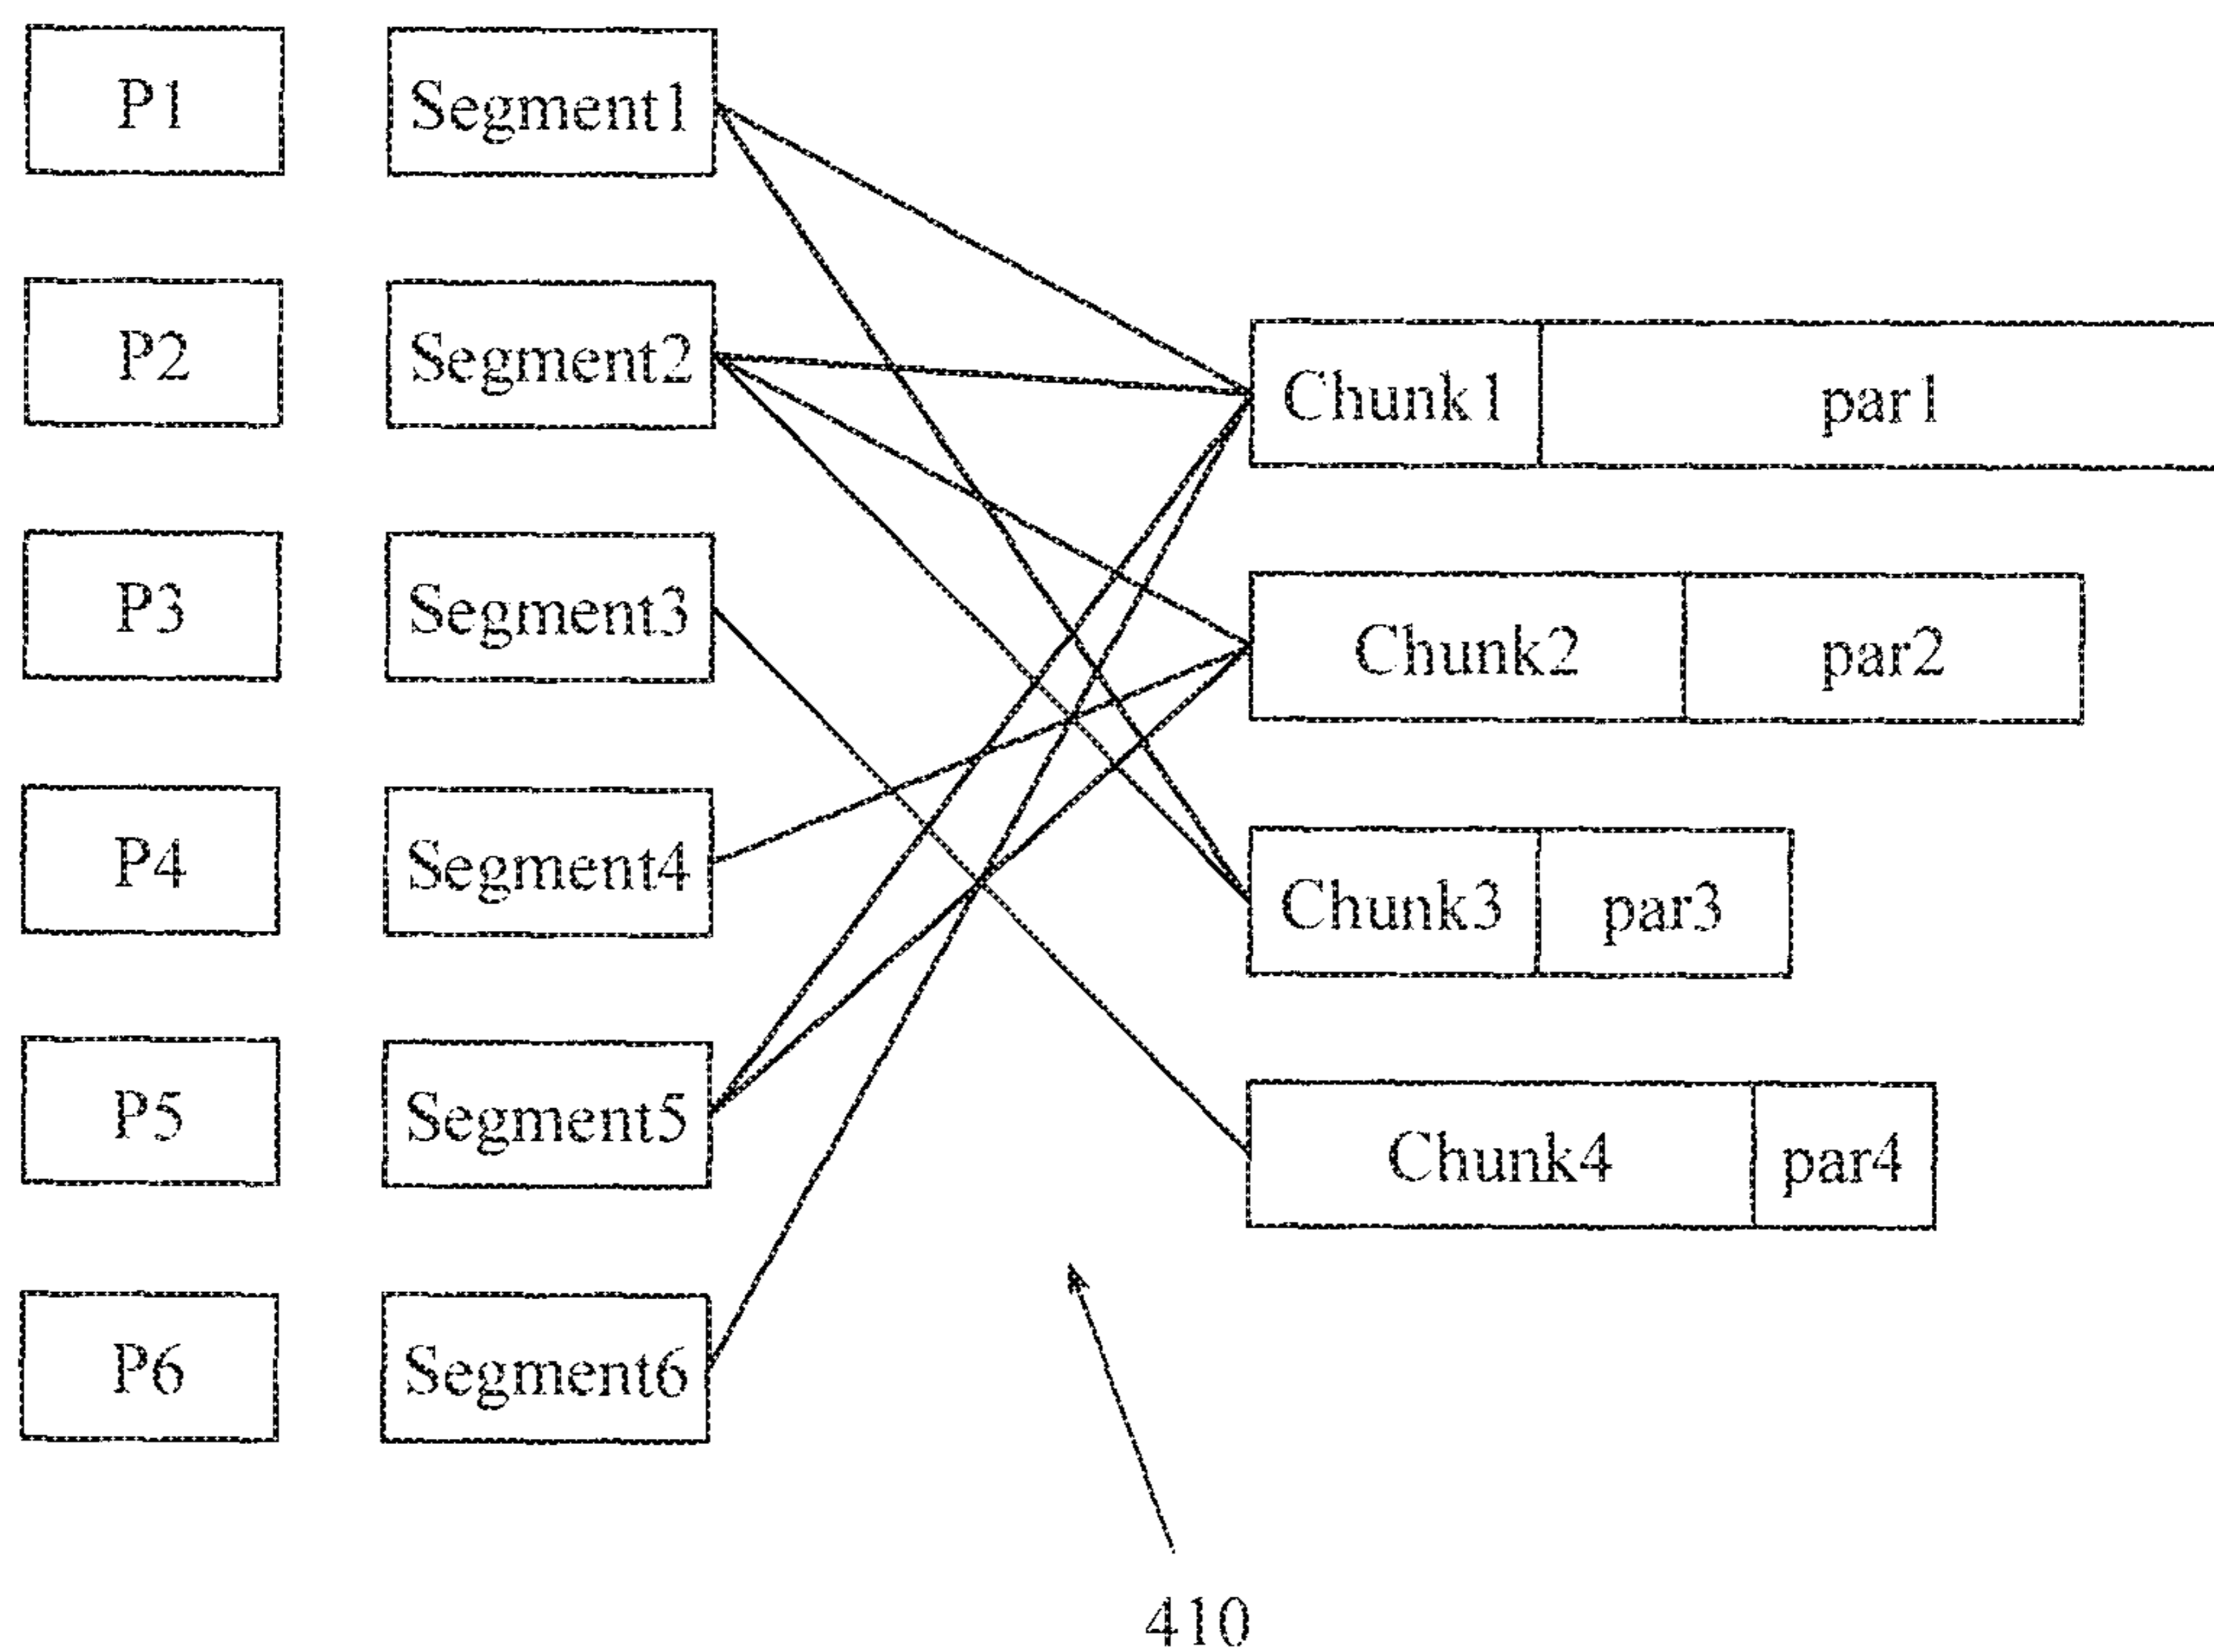 P1 Segment1
P2 Segment2
Chunk1 par1
P3 Segment3
Chunk2 par2
P4 Segment4
Chunk3 par3
P5 Segment5
Chunk4 par4
P6 Segment6
410